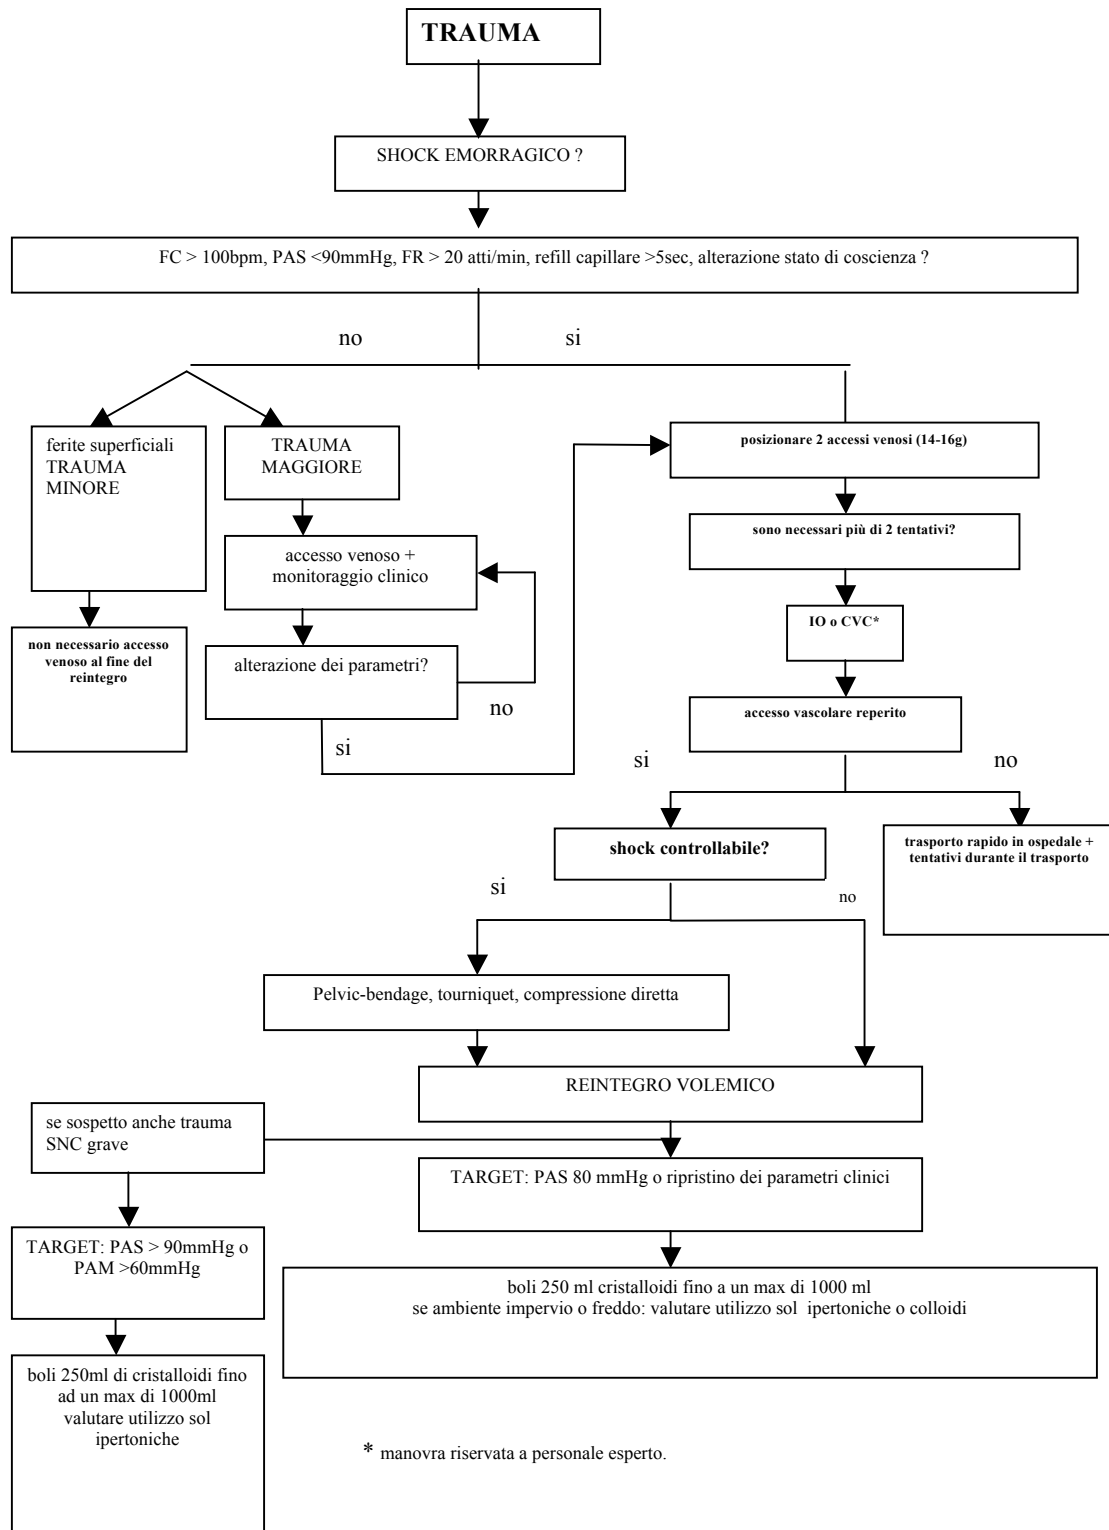 TRAUMA
SHOCK EMORRAGICO ?
FC > 100bpm, PAS <90mmHg, FR > 20 atti/min, refill capillare >5sec, alterazione stato di coscienza ?
no
si
ferite superficiali
TRAUMA
MINORE
TRAUMA
MAGGIORE
posizionare 2 accessi venosi (14-16g)
sono necessari più di 2 tentativi?
accesso venoso +
monitoraggio clinico
IO o CVC*
non necessario accesso
venoso al fine del
reintegro
alterazione dei parametri?
no
si
accesso vascolare reperito
si
no
shock controllabile?
trasporto rapido in ospedale +
tentativi durante il trasporto
si
no
Pelvic-bendage, tourniquet, compressione diretta
REINTEGRO VOLEMICO
se sospetto anche trauma
SNC grave
TARGET: PAS 80 mmHg o ripristino dei parametri clinici
TARGET: PAS > 90mmHg o
PAM >60mmHg
boli 250 ml cristalloidi fino a un max di 1000 ml
se ambiente impervio o freddo: valutare utilizzo sol ipertoniche o colloidi
boli 250ml di cristalloidi fino
ad un max di 1000ml
valutare utilizzo sol
ipertoniche
* manovra riservata a personale esperto.